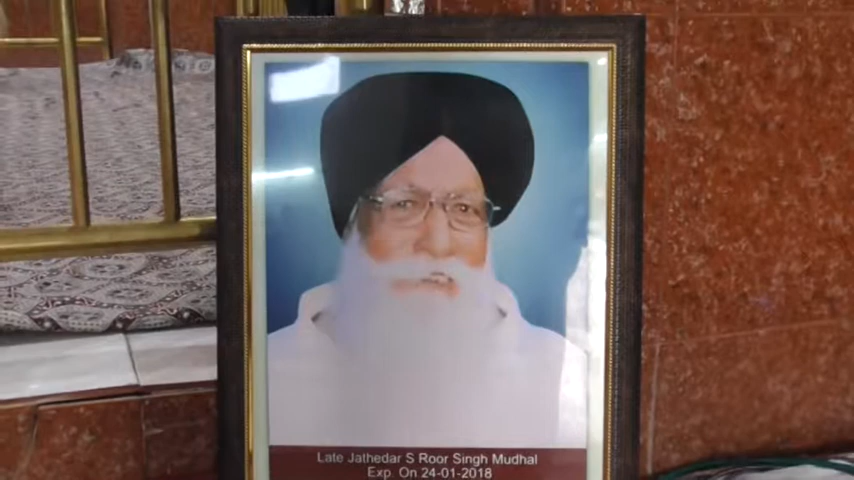 Late Jathedar S Roor Singh Mudhal
Exp. On 24-01-2018